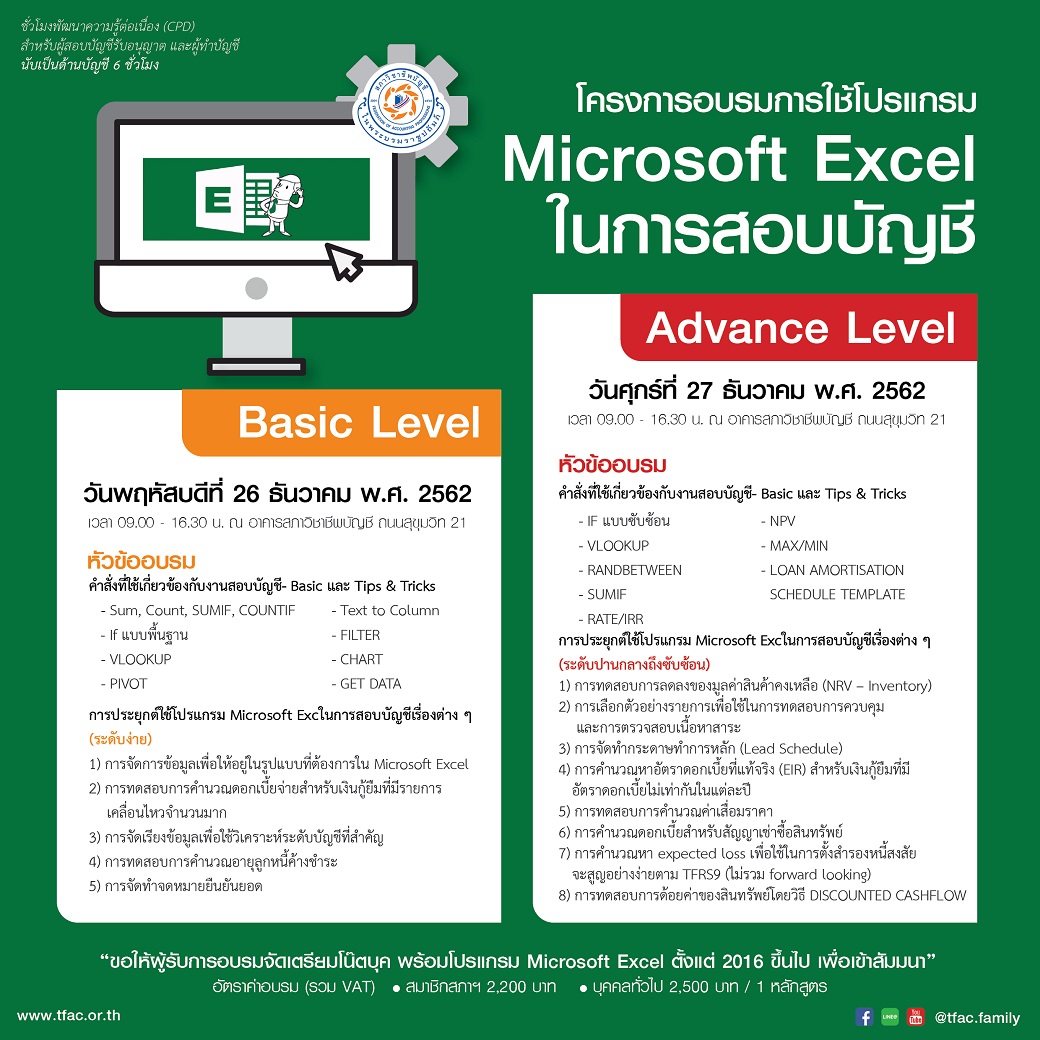 ชั่วโมงพัฒนาความรู้ต่อเนื่อง (CPD)
สำหรับผู้สอบบัญชีรับอนุญาต และผู้ทำบัญชี
นับเป็นด้านบัญชี 6 ชั่วโมง
สภาวิชาชีพบัญชี
ในพระบรมราชูปถัมภ์
FEDERATION OF ACCOUNTING PROFESSIONS
E
โครงการอบรมการใช้โปรแกรม
Microsoft Excel
ในการสอบบัญชี
Basic Level
วันพฤหัสบดีที่ 26 ธันวาคม พ.ศ. 2562
เวลา 09.00 - 16.30 น. ณ อาคารสภาวิชาชีพบัญชี ถนนสุขุมวิท 21
หัวข้ออบรม
คำสั่งที่ใช้เกี่ยวข้องกับงานสอบบัญชี- Basic และ Tips & Tricks
- Sum, Count, SUMIF, COUNTIF
- If แบบพื้นฐาน
- VLOOKUP
- PIVOT
- Text to Column
- FILTER
- CHART
- GET DATA
การประยุกต์ใช้โปรแกรม Microsoft Excในการสอบบัญชีเรื่องต่าง ๆ
(ระดับง่าย)
1) การจัดการข้อมูลเพื่อให้อยู่ในรูปแบบที่ต้องการใน Microsoft Excel
2) การทดสอบการคำนวณดอกเบี้ยจ่ายสำหรับเงินกู้ยืมที่มีรายการ
เคลื่อนไหวจำนวนมาก
3) การจัดเรียงข้อมูลเพื่อใช้วิเคราะห์ระดับบัญชีที่สำคัญ
4) การทดสอบการคำนวณอายุลูกหนี้ค้างชำระ
5) การจัดทำจดหมายยืนยันยอด
Advance Level
วันศุกร์ที่ 27 ธันวาคม พ.ศ. 2562
เวลา 09.00 - 16.30 น. ณ อาคารสภาวิชาชีพบัญชี ถนนสุขุมวิท 21
หัวข้ออบรม
คำสั่งที่ใช้เกี่ยวข้องกับงานสอบบัญชี- Basic และ Tips & Tricks
- IF แบบซับซ้อน
- VLOOKUP
- RANDBETWEEN
- SUMIF
- RATE/IRR
- NPV
- MAX/MIN
- LOAN AMORTISATION
SCHEDULE TEMPLATE
การประยุกต์ใช้โปรแกรม Microsoft Excในการสอบบัญชีเรื่องต่าง ๆ
(ระดับปานกลางถึงซับซ้อน)
1) การทดสอบการลดลงของมูลค่าสินค้าคงเหลือ (NRV – Inventory)
2) การเลือกตัวอย่างรายการเพื่อใช้ในการทดสอบการควบคุม
และการตรวจสอบเนื้อหาสาระ
3) การจัดทำกระดาษทำการหลัก (Lead Schedule)
4) การคำนวณหาอัตราดอกเบี้ยที่แท้จริง (EIR) สำหรับเงินกู้ยืมที่มี
อัตราดอกเบี้ยไม่เท่ากันในแต่ละปี
5) การทดสอบการคำนวณค่าเสื่อมราคา
6) การคำนวณดอกเบี้ยสำหรับสัญญาเช่าซื้อสินทรัพย์
7) การคำนวณหา expected loss เพื่อใช้ในการตั้งสำรองหนี้สงสัย
จะสูญอย่างง่ายตาม TFRS9 (ไม่รวม forward looking)
8) การทดสอบการด้อยค่าของสินทรัพย์โดยวิธี DISCOUNTED CASHFLOW
“ขอให้ผู้รับการอบรมจัดเตรียมโน๊ตบุค พร้อมโปรแกรม Microsoft Excel ตั้งแต่ 2016 ขึ้นไป เพื่อเข้าสัมมนา”
อัตราค่าอบรม (รวม VAT) ● สมาชิกสภาฯ 2,200 บาท ● บุคคลทั่วไป 2,500 บาท / 1 หลักสูตร
www.tfac.or.th
f LINE@ You Tube @tfac.family